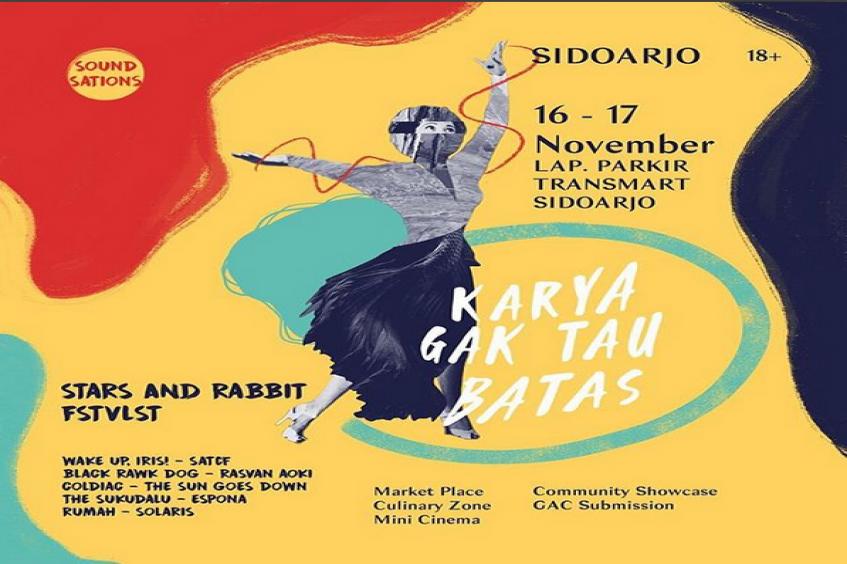 SOUND
SATIONS
SIDOARJO
18+
16 - 17
November
LAP. PARKIR
TRANSMART
SIDOARJO
KARYA
GAK TAU
BATAS
STARS AND RABBIT
FSTVLST
WAKE UP, IRIS! - SATCF
BLACK RAWK DOG - RASVAN AOKI
COLDIAC - THE SUN GOES DOWN
THE SUKUDALU - ESPONA
RUMAH - SOLARIS
Market Place
Culinary Zone
Mini Cinema
Community Showcase
GAC Submission